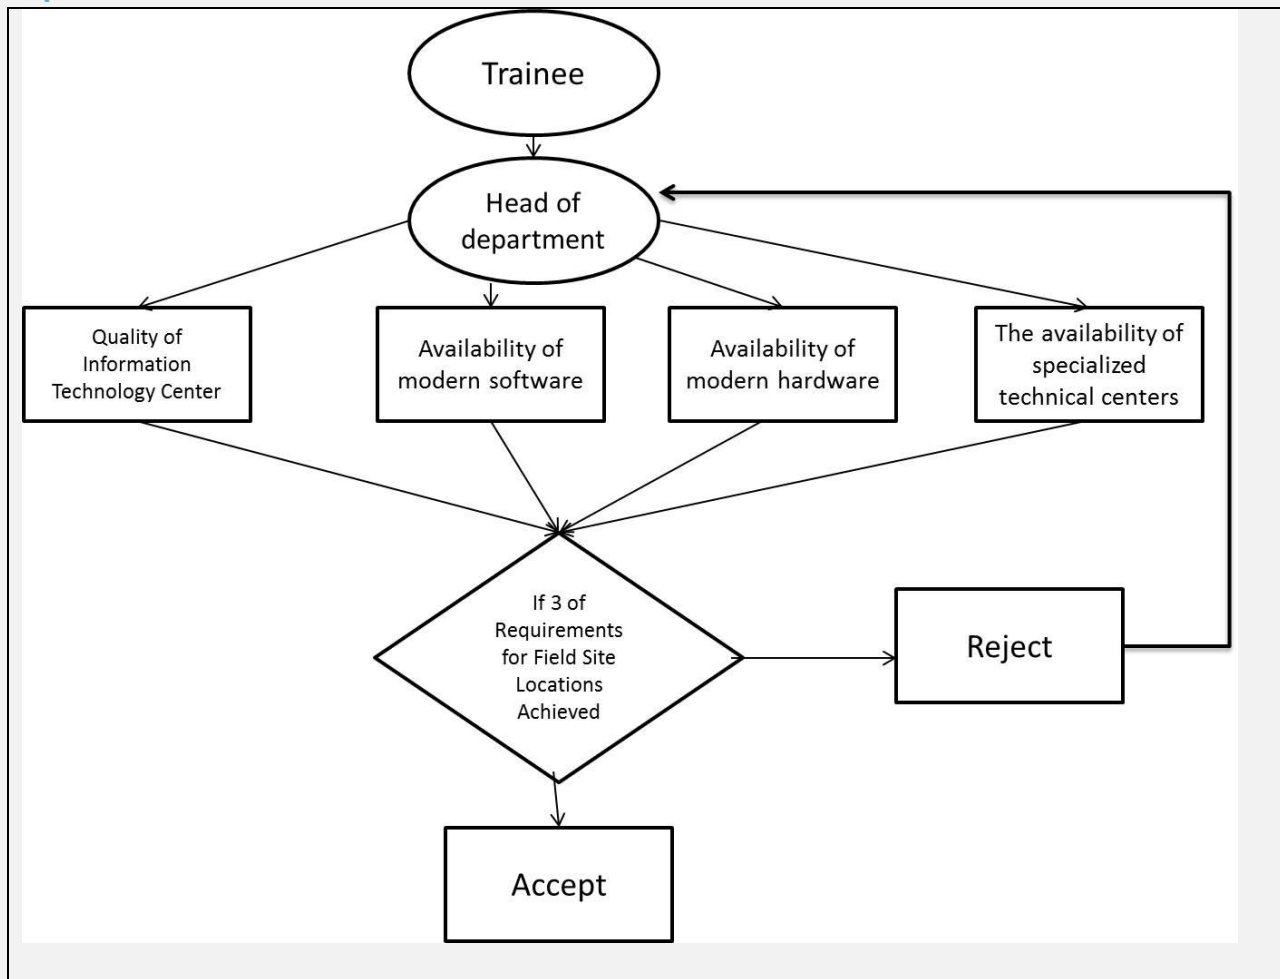 Trainee
Head of
department
Quality of
Information
Technology Center
Availability of
modern software
Availability of
modern hardware
The availability of
specialized
technical centers
If 3 of
Requirements
for Field Site
Locations
Achieved
Reject
Accept